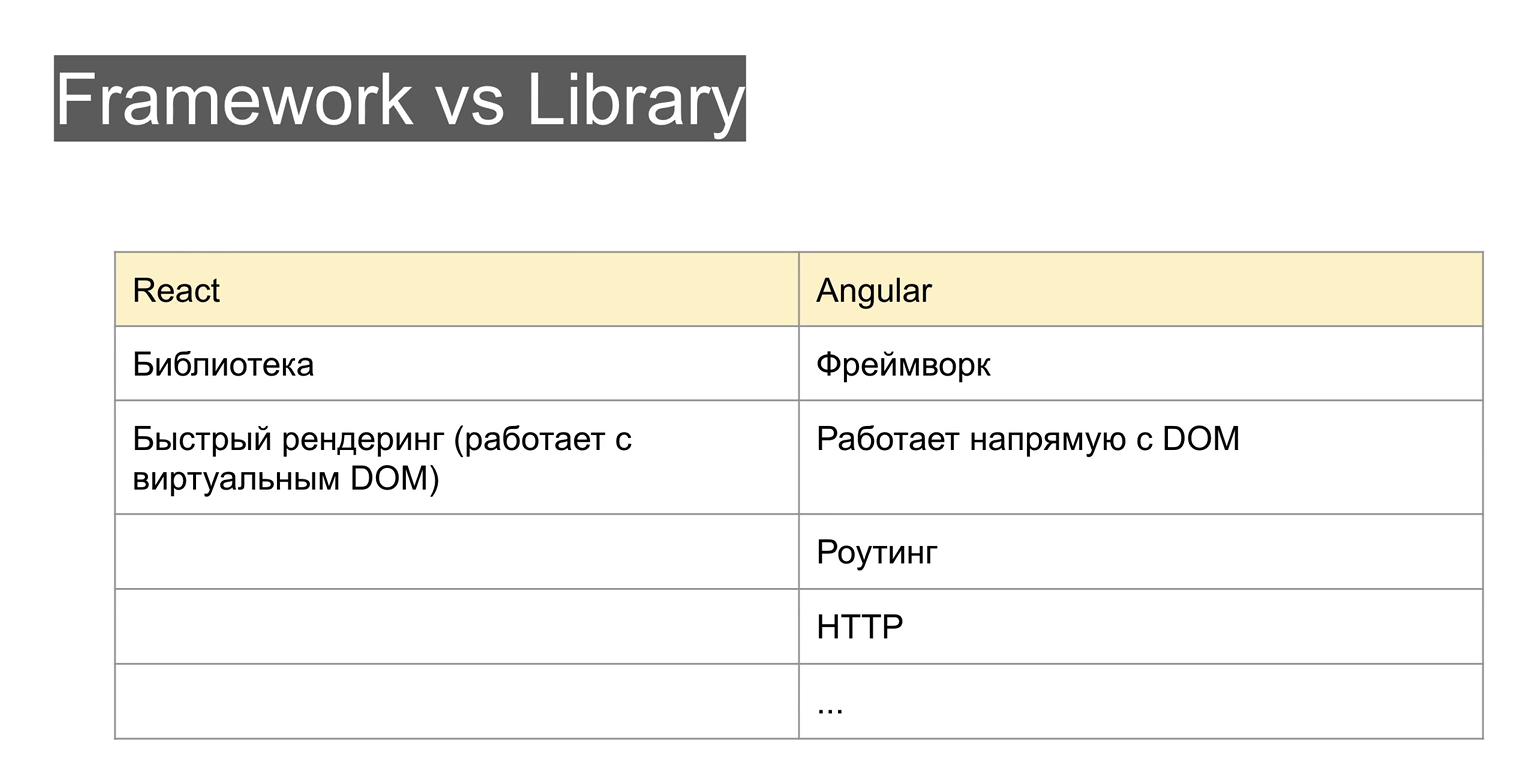 Framework vs Library
React
Angular
Библиотека
Фреймворк
Быстрый рендеринг (работает с
виртуальным DOM)
Работает напрямую с DOM
Роутинг
HTTP
...